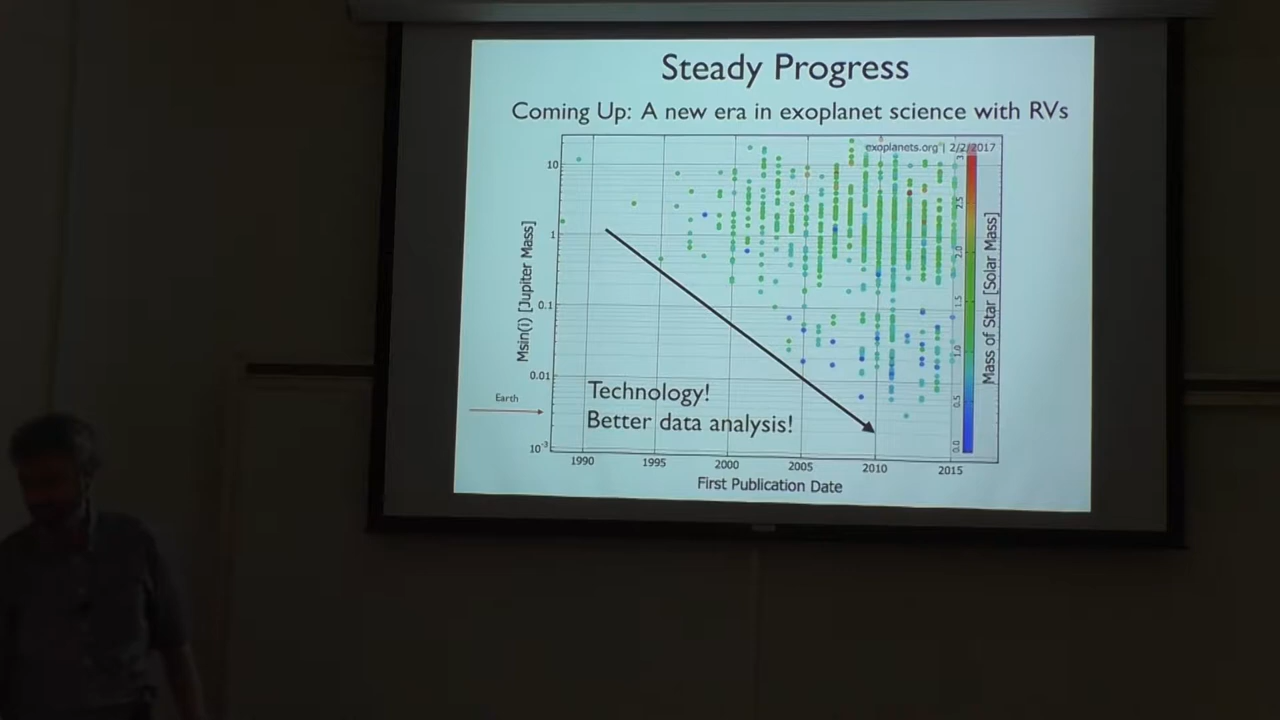 Steady Progress
Coming Up: A new era in exoplanet science with RVs
exoplanets.org | 2/2/2017
10
1
0.1
0.01
10⁻³
Msin(i) [Jupiter Mass]
Earth
Technology!
Better data analysis!
1990
1995
2000
2005
2010
2015
First Publication Date
2.5
2.0
1.5
1.0
0.5
0.0
Mass of Star [Solar Mass]